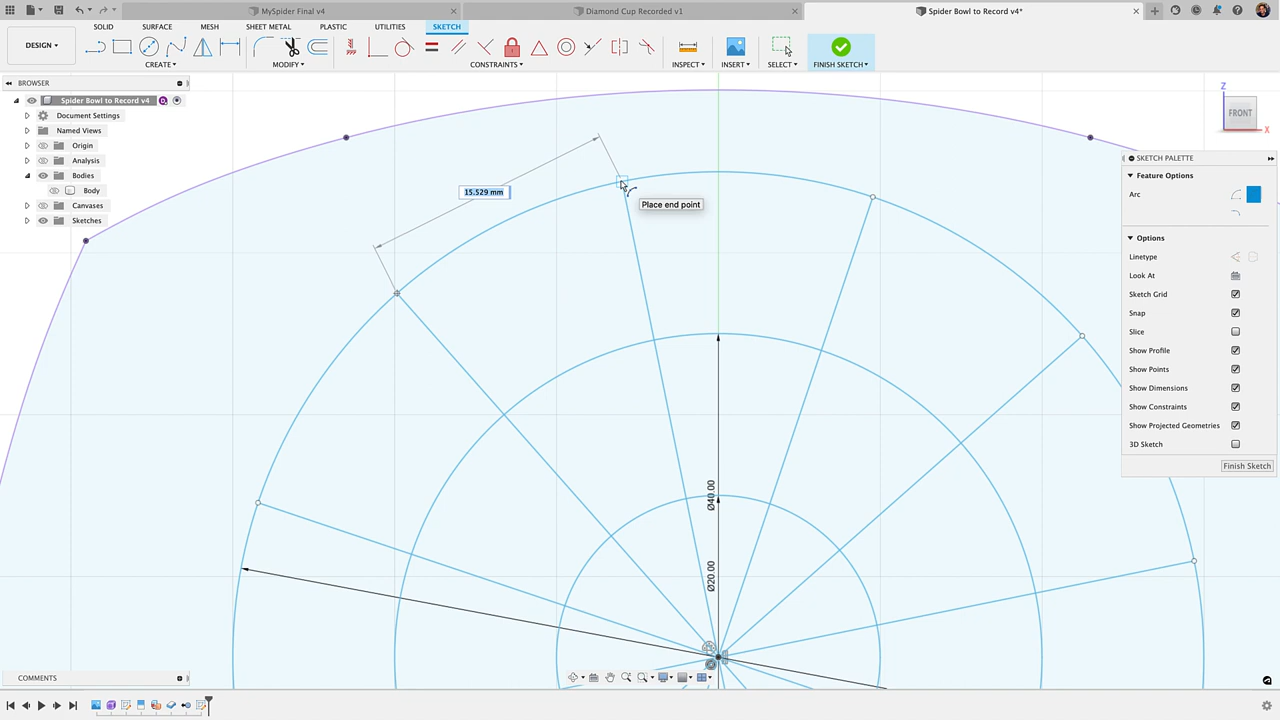 MySpider Final v4
Diamond Cup Recorded v1
Spider Bowl to Record v4*
SOLID
SURFACE
MESH
SHEET METAL
PLASTIC
UTILITIES
SKETCH
DESIGN
CREATE
MODIFY
CONSTRAINTS
INSPECT
INSERT
SELECT
FINISH SKETCH
BROWSER
Spider Bowl to Record v4
Document Settings
Named Views
Origin
Analysis
Bodies
Body
Canvases
Sketches
Z
FRONT
X
15.529 mm
Place end point
Ø40.00
Ø20.00
SKETCH PALETTE
Feature Options
Arc
Options
Linetype
Look At
Sketch Grid
Snap
Slice
Show Profile
Show Points
Show Dimensions
Show Constraints
Show Projected Geometries
3D Sketch
Finish Sketch
COMMENTS